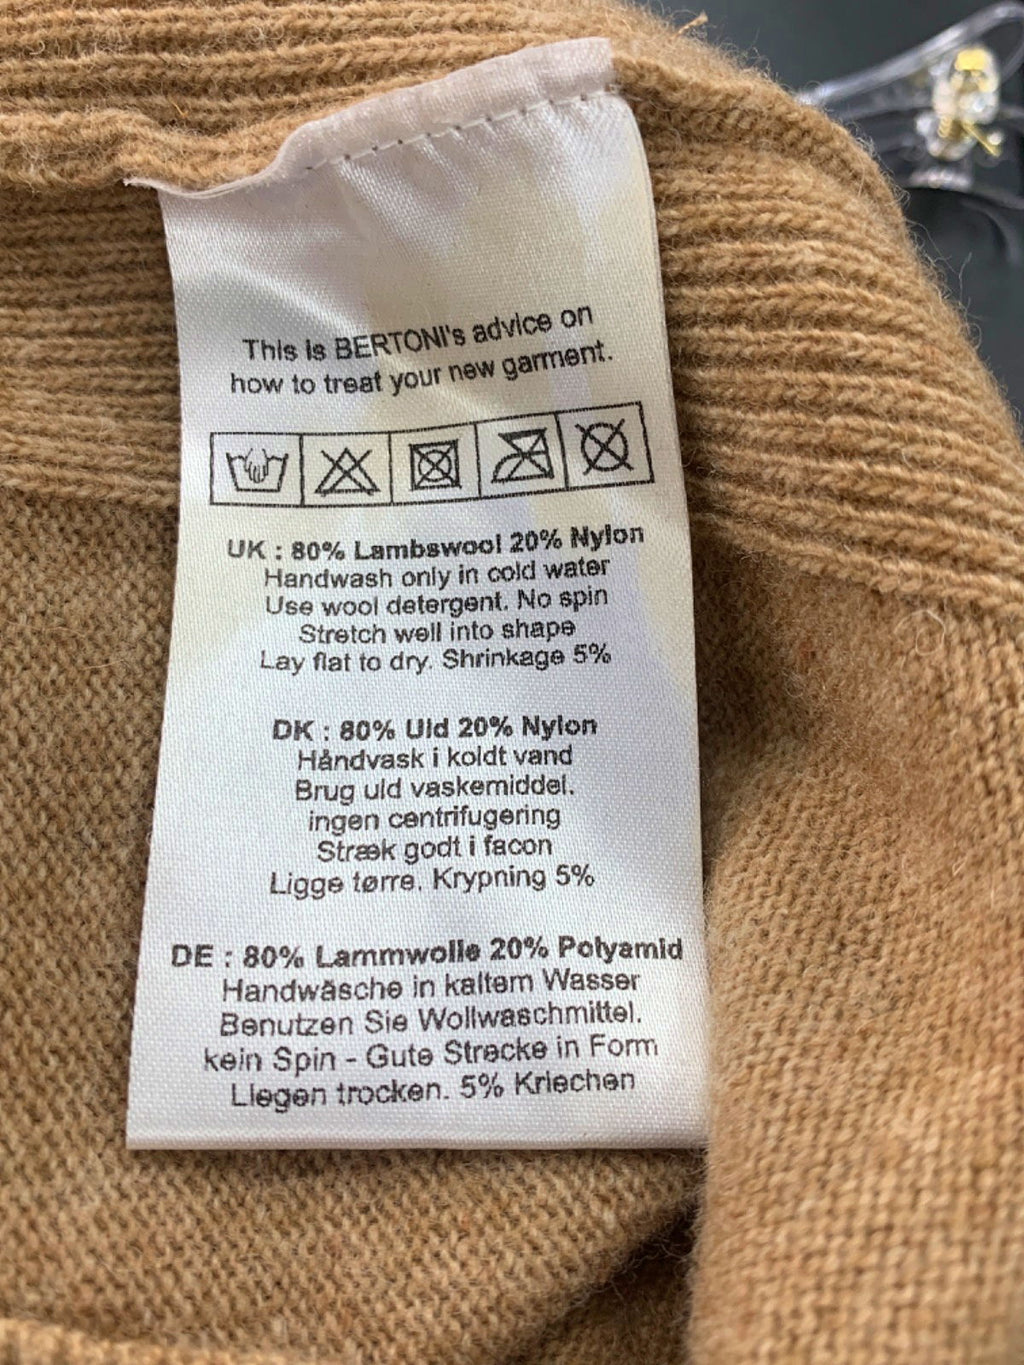 This is BERTONI's advice on
how to treat your new garment.
UK : 80% Lambswool 20% Nylon
Handwash only in cold water
Use wool detergent. No spin
Stretch well into shape
Lay flat to dry. Shrinkage 5%
DK : 80% Uld 20% Nylon
Håndvask i koldt vand
Brug uld vaskemiddel.
ingen centrifugering
Stræk godt i facon
Ligge tørre. Krypning 5%
DE : 80% Lammwolle 20% Polyamid
Handwäsche in kaltem Wasser
Benutzen Sie Wollwaschmittel.
kein Spin - Gute Strecke in Form
Liegen trocken. 5% Kriechen